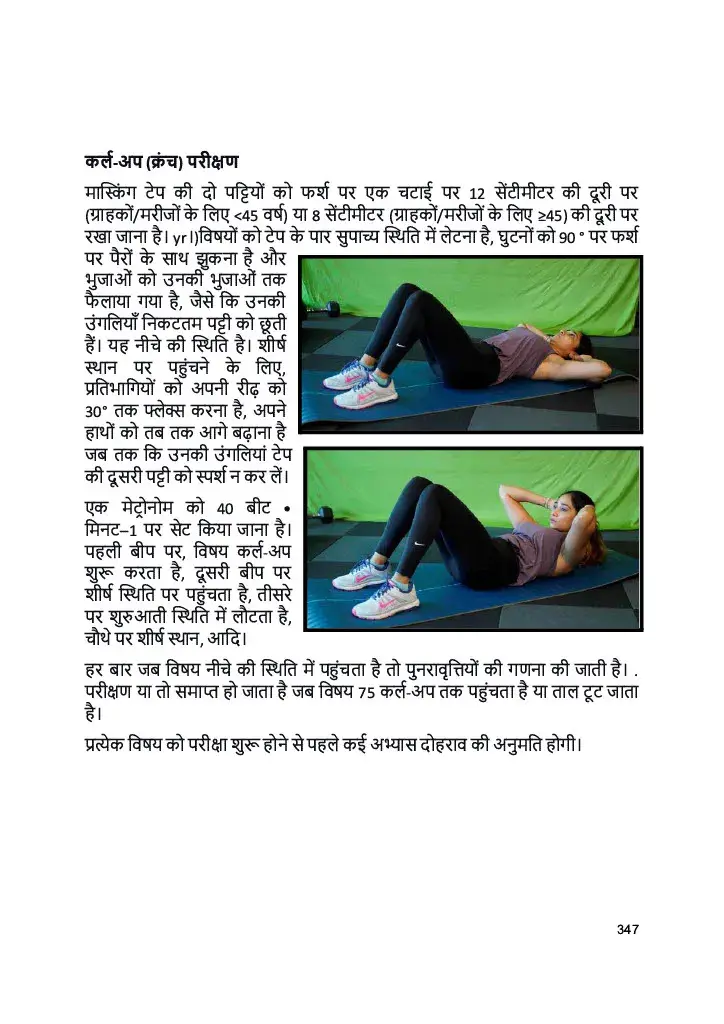 कर्ल-अप (क्रंच) परीक्षण
मास्किंग टेप की दो पट्टियों को फर्श पर एक चटाई पर 12 सेंटीमीटर की दूरी पर
(ग्राहकों/मरीजों के लिए <45 वर्ष) या 8 सेंटीमीटर (ग्राहकों/मरीजों के लिए ≥45) की दूरी पर
रखा जाना है। yr।)विषयों को टेप के पार सुपाच्य स्थिति में लेटना है, घुटनों को 90 ° पर फर्श
पर पैरों के साथ झुकना है और
भुजाओं को उनकी भुजाओं तक
फैलाया गया है, जैसे कि उनकी
उंगलियाँ निकटतम पट्टी को छूती
हैं। यह नीचे की स्थिति है। शीर्ष
स्थान पर पहुंचने के लिए,
प्रतिभागियों को अपनी रीढ़ को
30° तक फ्लेक्स करना है, अपने
हाथों को तब तक आगे बढ़ाना है
जब तक कि उनकी उंगलियां टेप
की दूसरी पट्टी को स्पर्श न कर लें।
एक मेट्रोनोम को 40 बीट •
मिनट–1 पर सेट किया जाना है।
पहली बीप पर, विषय कर्ल-अप
शुरू करता है, दूसरी बीप पर
शीर्ष स्थिति पर पहुंचता है, तीसरे
पर शुरुआती स्थिति में लौटता है,
चौथे पर शीर्ष स्थान, आदि।
हर बार जब विषय नीचे की स्थिति में पहुंचता है तो पुनरावृत्तियों की गणना की जाती है। .
परीक्षण या तो समाप्त हो जाता है जब विषय 75 कर्ल-अप तक पहुंचता है या ताल टूट जाता
है।
प्रत्येक विषय को परीक्षा शुरू होने से पहले कई अभ्यास दोहराव की अनुमति होगी।
347